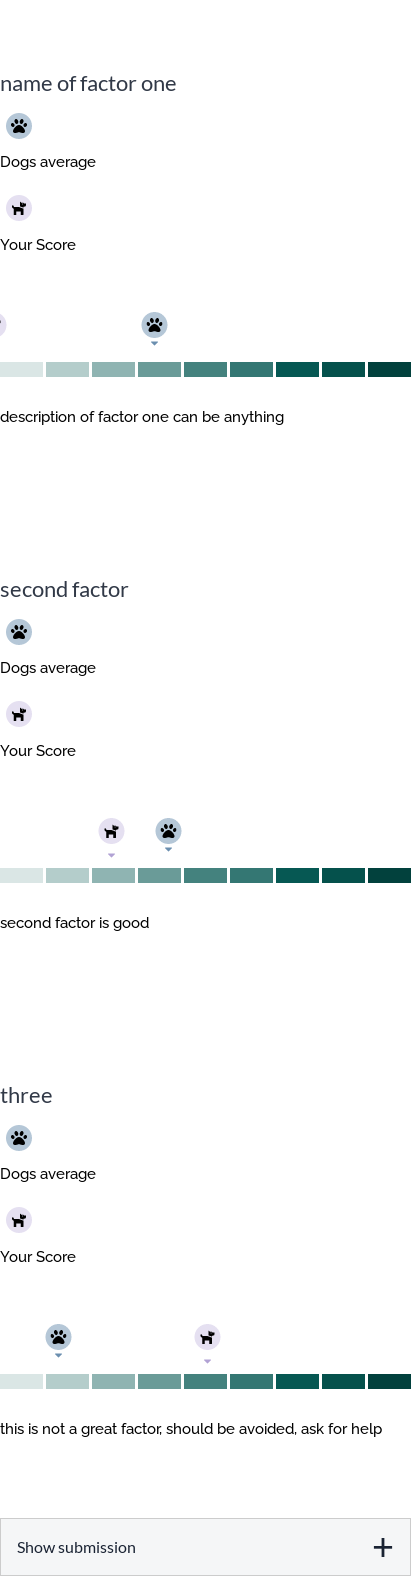 name of factor one
Dogs average
Your Score
description of factor one can be anything
second factor
Dogs average
Your Score
second factor is good
three
Dogs average
Your Score
this is not a great factor, should be avoided, ask for help
Show submission